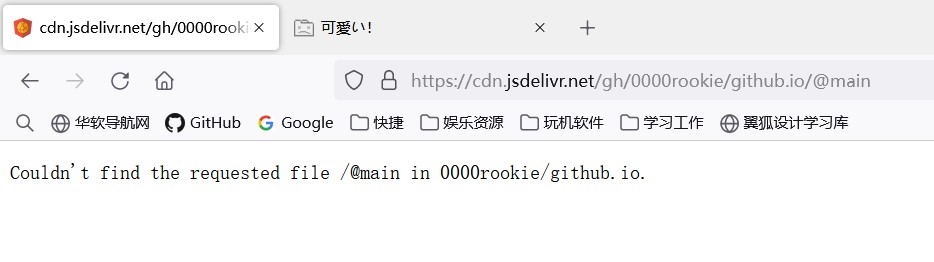 cdn.jsdelivr.net/gh/0000rooki
可愛い!
https://cdn.jsdelivr.net/gh/0000rookie/github.io/@main
华软导航网 GitHub Google 快捷 娱乐资源 玩机软件 学习工作 翼狐设计学习库
Couldn't find the requested file /@main in 0000rookie/github.io.